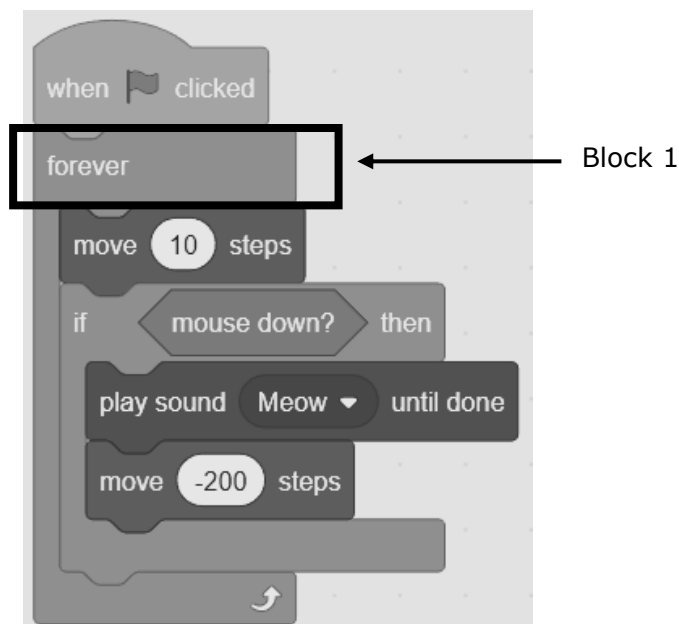 when clicked
forever
Block 1
move 10 steps
if mouse down? then
play sound Meow until done
move -200 steps